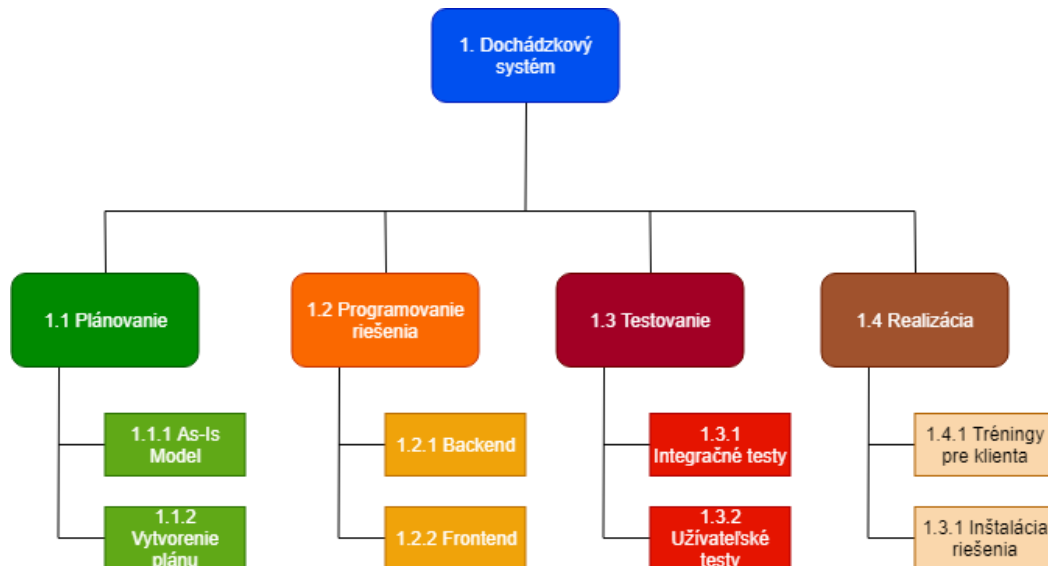 1. Dochádzkový
systém
1.1 Plánovanie
1.2 Programovanie
riešenia
1.3 Testovanie
1.4 Realizácia
1.1.1 As-Is
Model
1.2.1 Backend
1.3.1
Integračné testy
1.4.1 Tréningy
pre klienta
1.1.2
Vytvorenie
plánu
1.2.2 Frontend
1.3.2
Užívateľské
testy
1.3.1 Inštalácia
riešenia